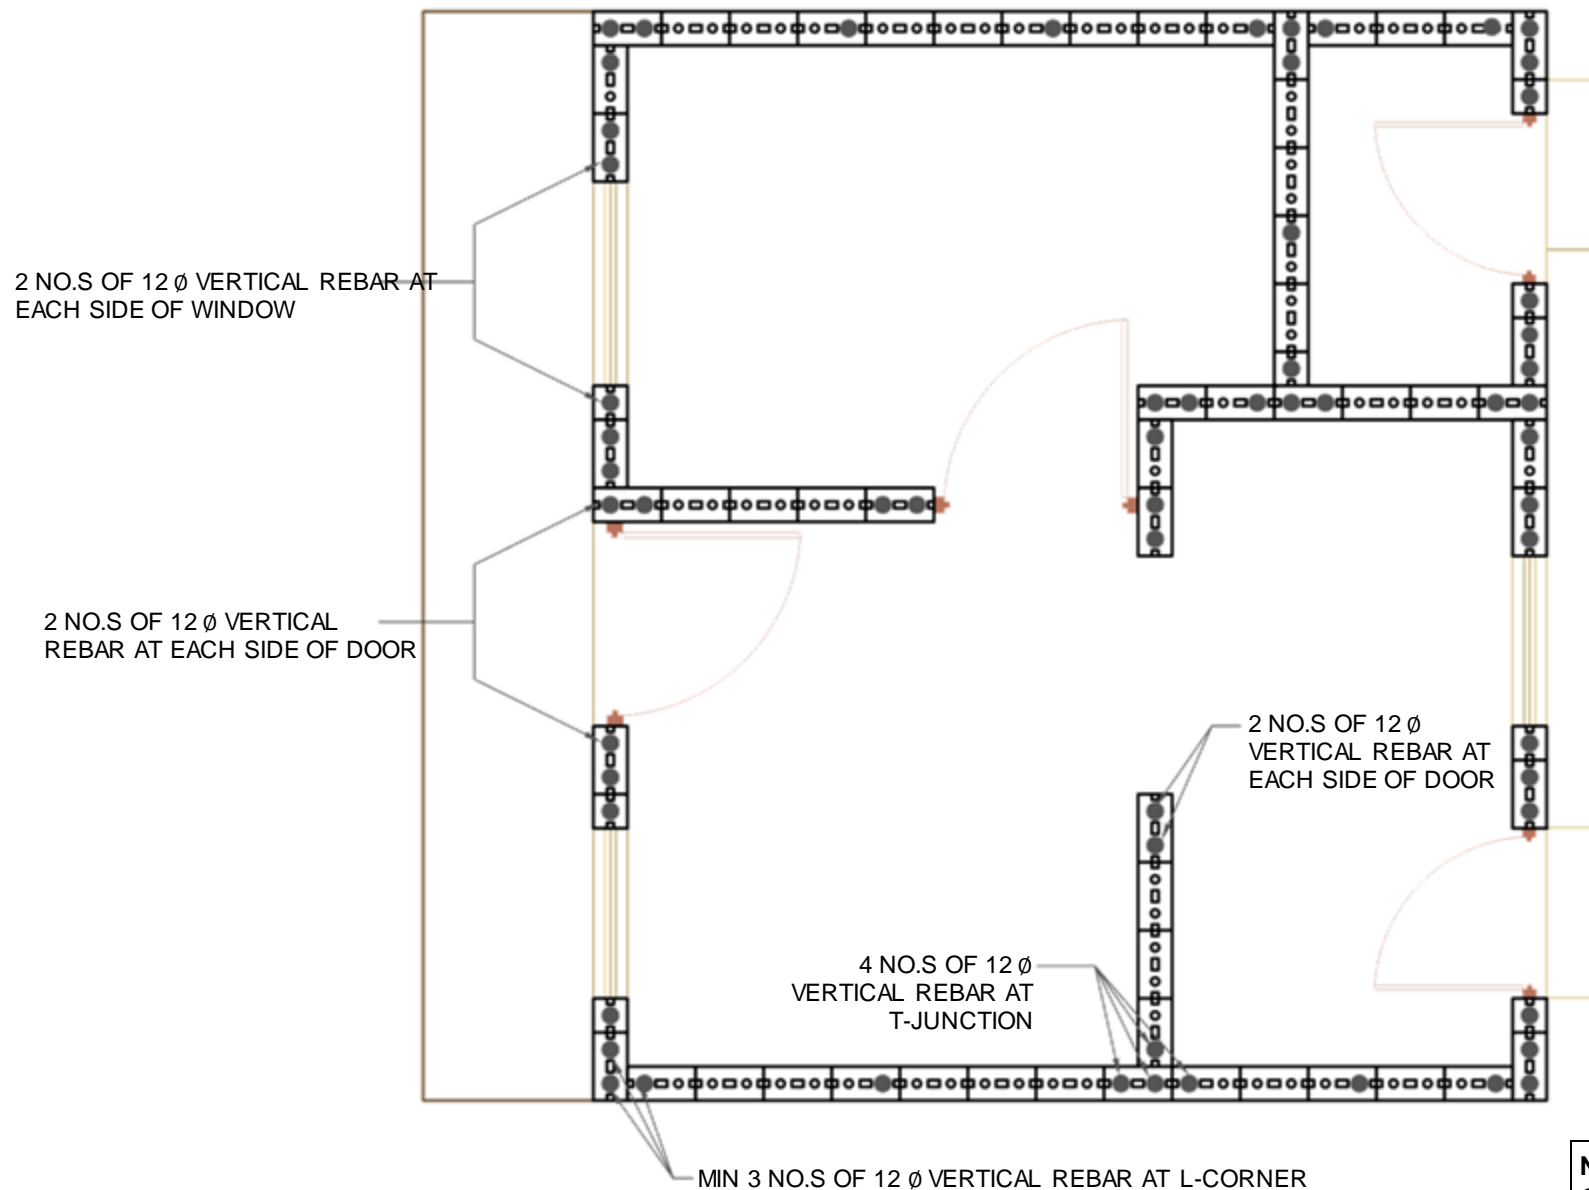 2 NO.S OF 12 Ø VERTICAL REBAR AT
EACH SIDE OF WINDOW
2 NO.S OF 12 Ø VERTICAL
REBAR AT EACH SIDE OF DOOR
2 NO.S OF 12 Ø
VERTICAL REBAR AT
EACH SIDE OF DOOR
4 NO.S OF 12 Ø
VERTICAL REBAR AT
T-JUNCTION
MIN 3 NO.S OF 12 Ø VERTICAL REBAR AT L-CORNER